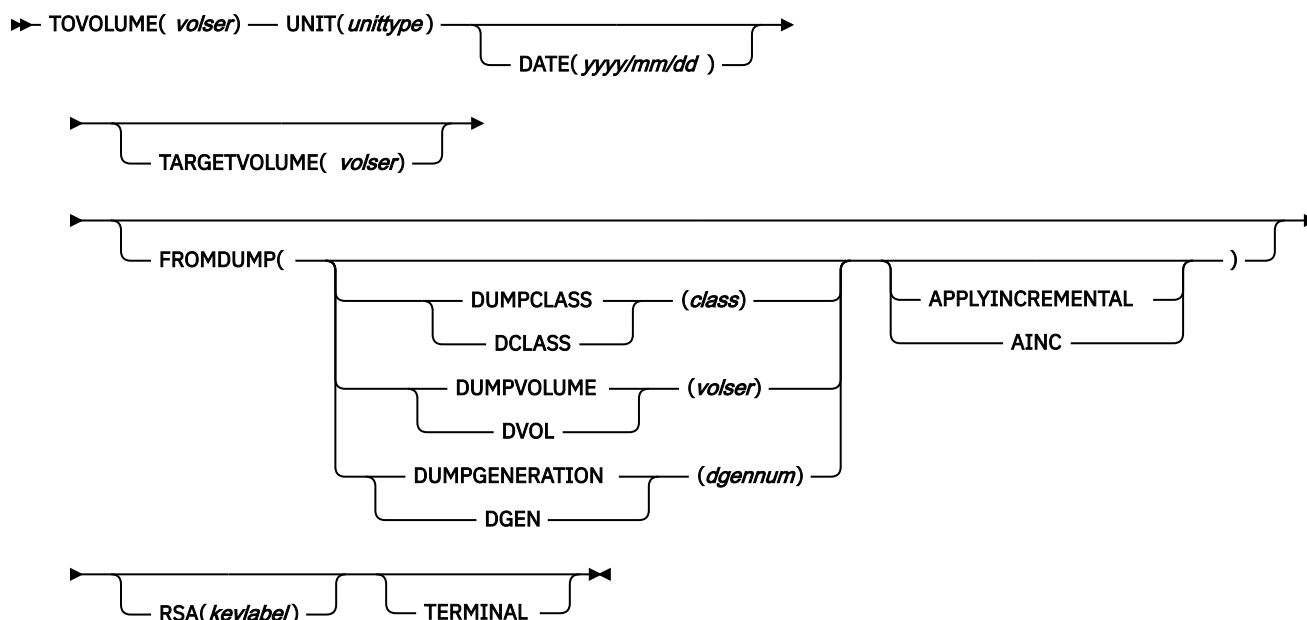 TOVOLUME( volser) UNIT( unittype )
DATE( yyyy/mm/dd )
TARGETVOLUME( volser)
FROMDUMP( )
DUMPCLASS (class) APPLYINCREMENTAL
DCLASS AINC
DUMPVOLUME (volser)
DVOL
DUMPGENERATION (dgennum)
DGEN
RSA( keylabel) TERMINAL